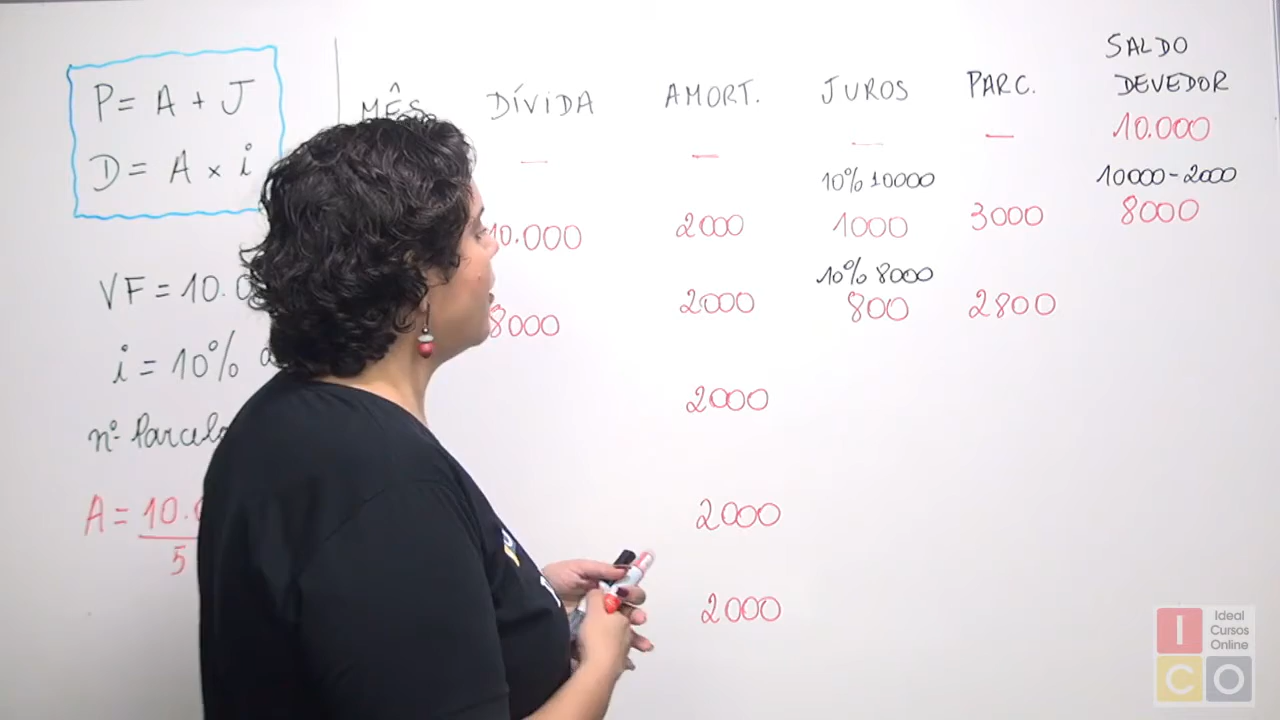 P = A + J
D = A × i
VF = 10.0
i = 10%
nº Parcela
A = 10.
5
MÊS DÍVIDA AMORT. JUROS PARC. SALDO DEVEDOR
— — — — 10.000
10% 10000 10000 - 2000
10.000 2000 1000 3000 8000
10% 8000
8000 2000 800 2800
2000
2000
2000
I Ideal
Cursos
Online
CO